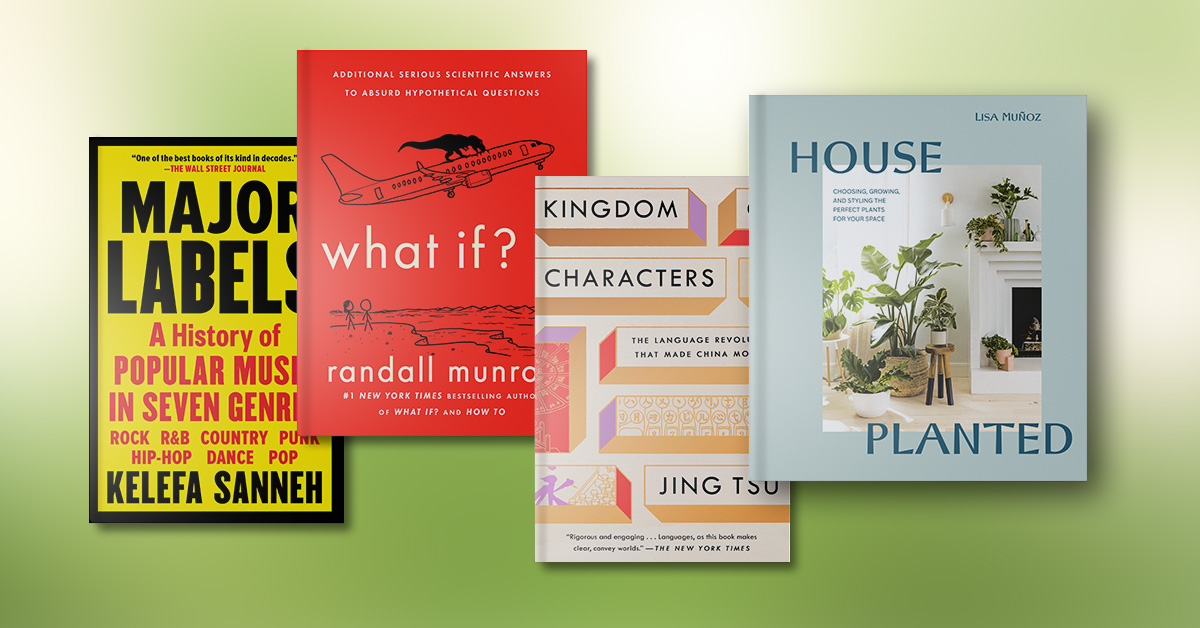 "One of the best books of its kind in decades."
—THE WALL STREET JOURNAL
MAJOR
LABELS
A History of
POPULAR MUSI
IN SEVEN GENR
ROCK R&B COUNTRY PUNK
HIP-HOP DANCE POP
KELEFA SANNEH
ADDITIONAL SERIOUS SCIENTIFIC ANSWERS
TO ABSURD HYPOTHETICAL QUESTIONS
what if?
randall munro
#1 NEW YORK TIMES BESTSELLING AUTHO
OF WHAT IF? AND HOW TO
KINGDOM
CHARACTERS
THE LANGUAGE REVOLU
THAT MADE CHINA MO
永
JING TSU
"Rigorous and engaging . . . Languages, as this book makes
clear, convey worlds." —THE NEW YORK TIMES
LISA MUÑOZ
HOUSE
CHOOSING, GROWING,
AND STYLING THE
PERFECT PLANTS
FOR YOUR SPACE
PLANTED